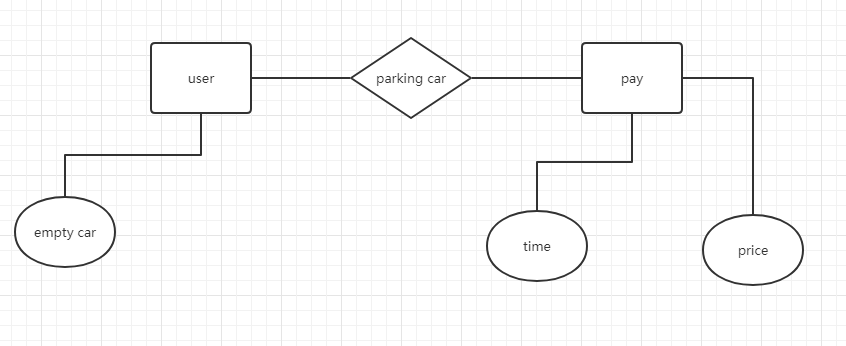 user
parking car
pay
empty car
time
price